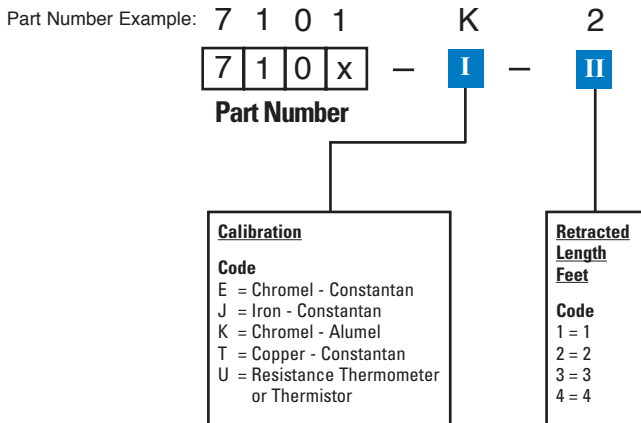 Part Number Example: 7 1 0 1 K 2
7 1 0 x – I – II
Part Number
Calibration
Code
E = Chromel - Constantan
J = Iron - Constantan
K = Chromel - Alumel
T = Copper - Constantan
U = Resistance Thermometer
or Thermistor
Retracted
Length
Feet
Code
1 = 1
2 = 2
3 = 3
4 = 4